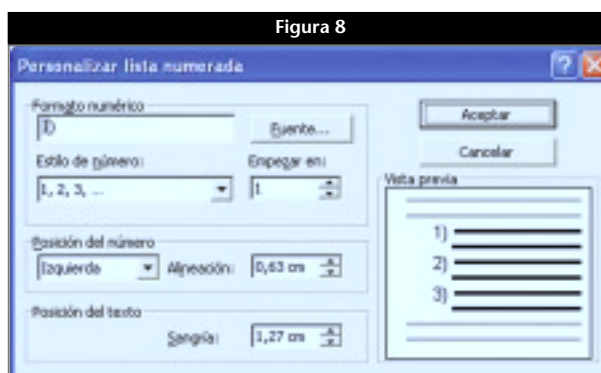 Figura 8
Personalizar lista numerada
Formato numérico
1)
Fuente...
Aceptar
Cancelar
Estilo de número:
Empezar en:
1, 2, 3, ...
1
Vista previa
1)
2)
3)
Posición del número
Izquierda
Alineación:
0,63 cm
Posición del texto
Sangría:
1,27 cm